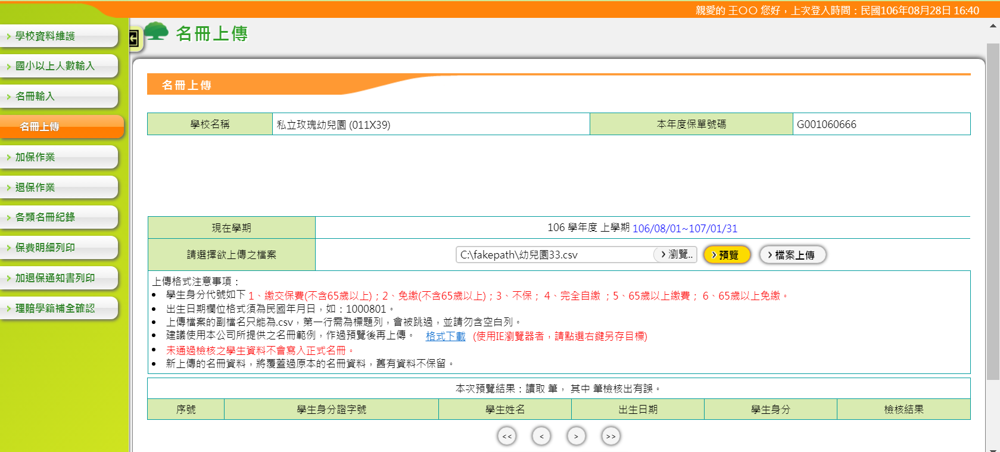 親愛的 王〇〇 您好，上次登入時間：民國106年08月28日 16:40
學校資料維護
國小以上人數輸入
名冊輸入
名冊上傳
加保作業
退保作業
各類名冊紀錄
保費明細列印
加退保通知書列印
理賠學籍補全確認
名冊上傳
名冊上傳
學校名稱 私立玫瑰幼兒園 (011X39) 本年度保單號碼 G001060666
現在學期 106 學年度 上學期 106/08/01~107/01/31
請選擇欲上傳之檔案 C:\fakepath\幼兒園33.csv 瀏覽.. 預覽 檔案上傳
上傳格式注意事項：
學生身分代號如下 1、繳交保費(不含65歲以上)；2、免繳(不含65歲以上)；3、不保； 4、完全自繳 ；5、65歲以上繳費； 6、65歲以上免繳。
出生日期欄位格式須為民國年月日，如：1000801。
上傳檔案的副檔名只能為.csv，第一行需為標題列，會被跳過，並請勿含空白列。
建議使用本公司所提供之名冊範例，作過預覽後再上傳。 格式下載 (使用IE瀏覽器者，請點選右鍵另存目標)
未通過檢核之學生資料不會寫入正式名冊。
新上傳的名冊資料，將覆蓋過原本的名冊資料，舊有資料不保留。
本次預覽結果：讀取 筆， 其中 筆檢核出有誤。
序號 學生身分證字號 學生姓名 出生日期 學生身分 檢核結果
<< < > >>